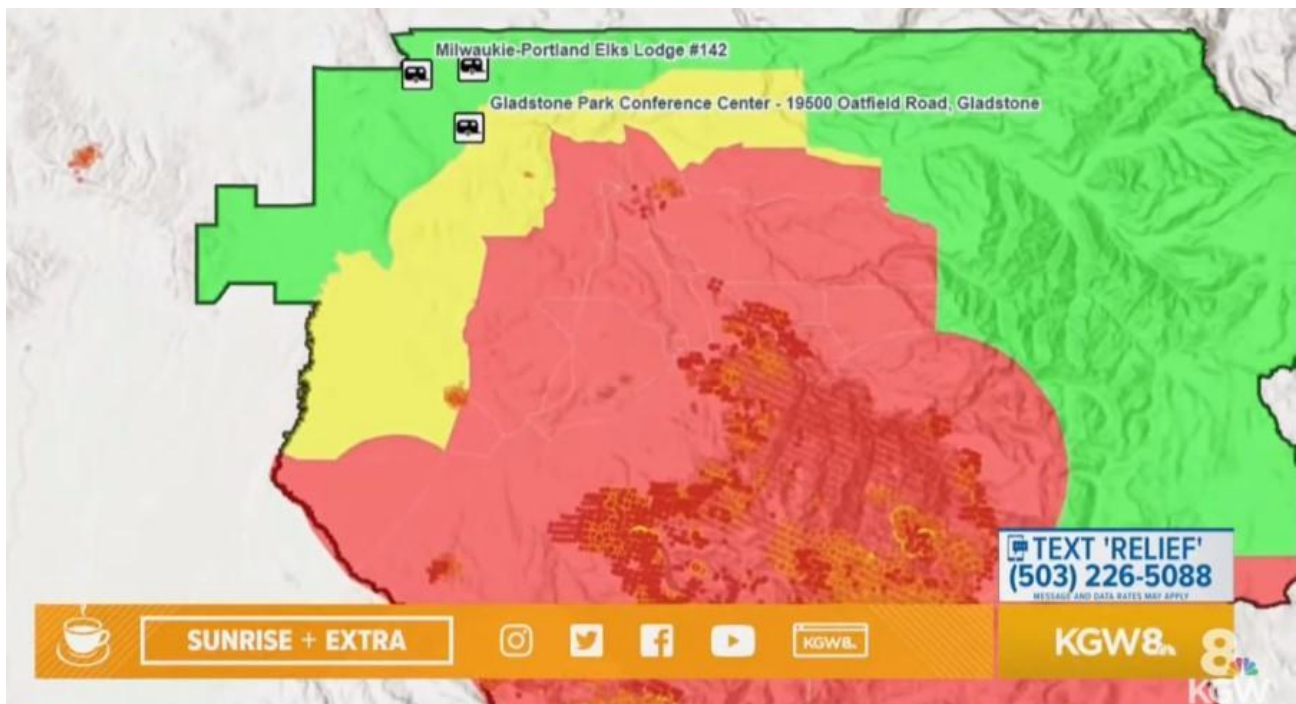 Milwaukie-Portland Elks Lodge #142
Gladstone Park Conference Center - 19500 Oatfield Road, Gladstone
TEXT 'RELIEF'
(503) 226-5088
MESSAGE AND DATA RATES MAY APPLY
SUNRISE + EXTRA
KGW8
KGW8
8
KGW